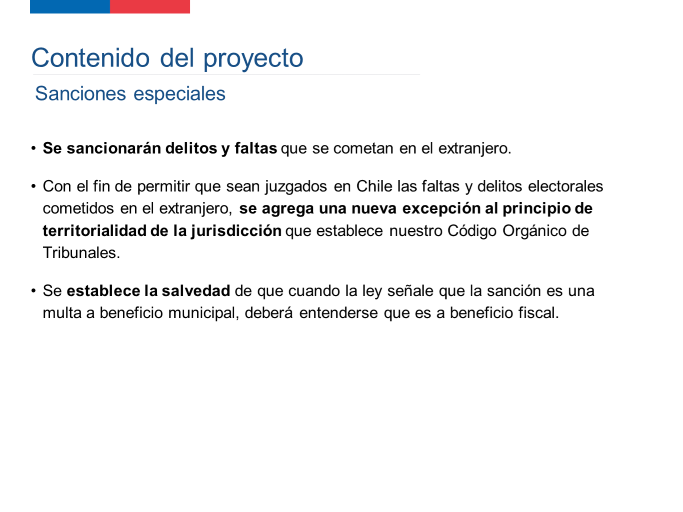 Contenido del proyecto
Sanciones especiales
• Se sancionarán delitos y faltas que se cometan en el extranjero.
• Con el fin de permitir que sean juzgados en Chile las faltas y delitos electorales
cometidos en el extranjero, se agrega una nueva excepción al principio de
territorialidad de la jurisdicción que establece nuestro Código Orgánico de
Tribunales.
• Se establece la salvedad de que cuando la ley señale que la sanción es una
multa a beneficio municipal, deberá entenderse que es a beneficio fiscal.